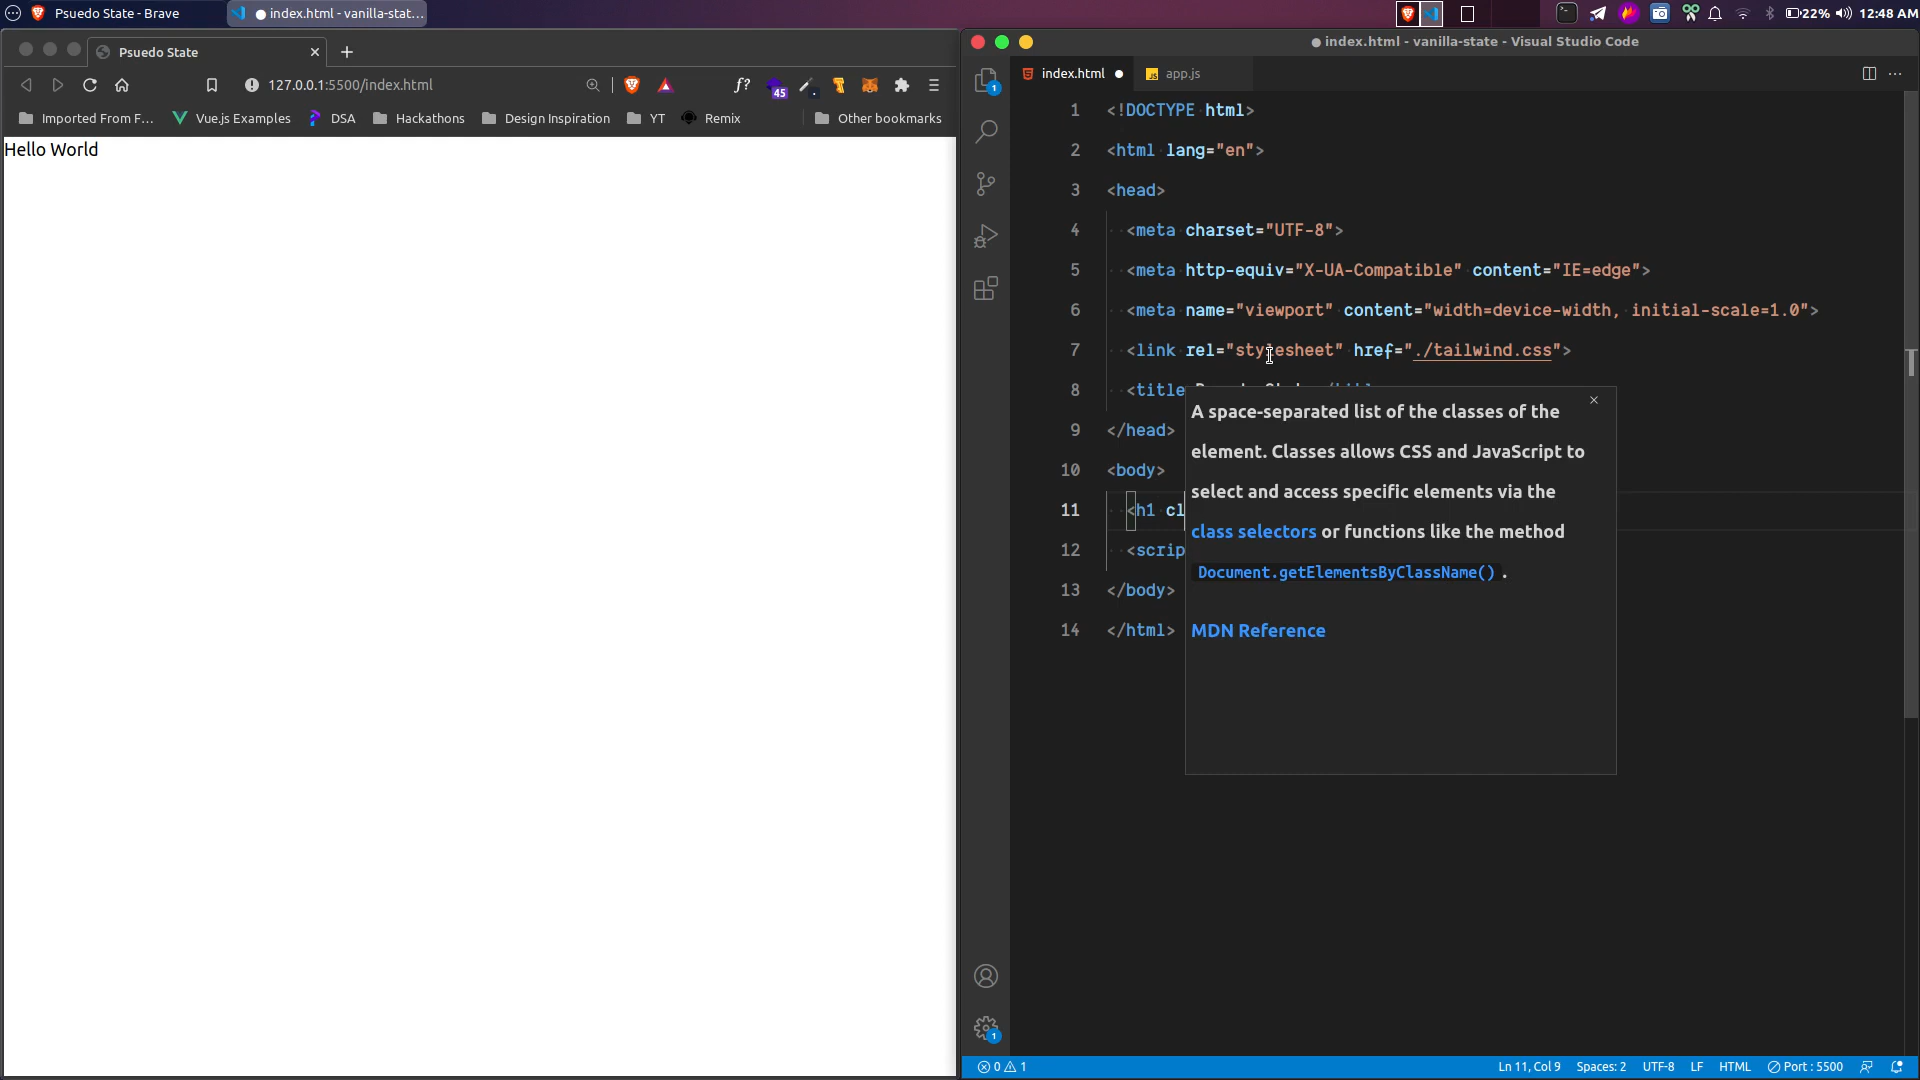 Psuedo State - Brave
● index.html - vanilla-stat...
22%
12:48 AM
Psuedo State
127.0.0.1:5500/index.html
f?
45
Imported From F...
Vue.js Examples
DSA
Hackathons
Design Inspiration
YT
Remix
Other bookmarks
Hello World
● index.html - vanilla-state - Visual Studio Code
index.html ●
JS app.js
1 <!DOCTYPE html>
2 <html lang="en">
3 <head>
4 <meta charset="UTF-8">
5 <meta http-equiv="X-UA-Compatible" content="IE=edge">
6 <meta name="viewport" content="width=device-width, initial-scale=1.0">
7 <link rel="stylesheet" href="./tailwind.css">
8 <title
9 </head>
10 <body>
11 <h1 cl
12 <scrip
13 </body>
14 </html>
A space-separated list of the classes of the
element. Classes allows CSS and JavaScript to
select and access specific elements via the
class selectors or functions like the method
Document.getElementsByClassName() .
MDN Reference
1
1
0 1
Ln 11, Col 9
Spaces: 2
UTF-8
LF
HTML
Port : 5500